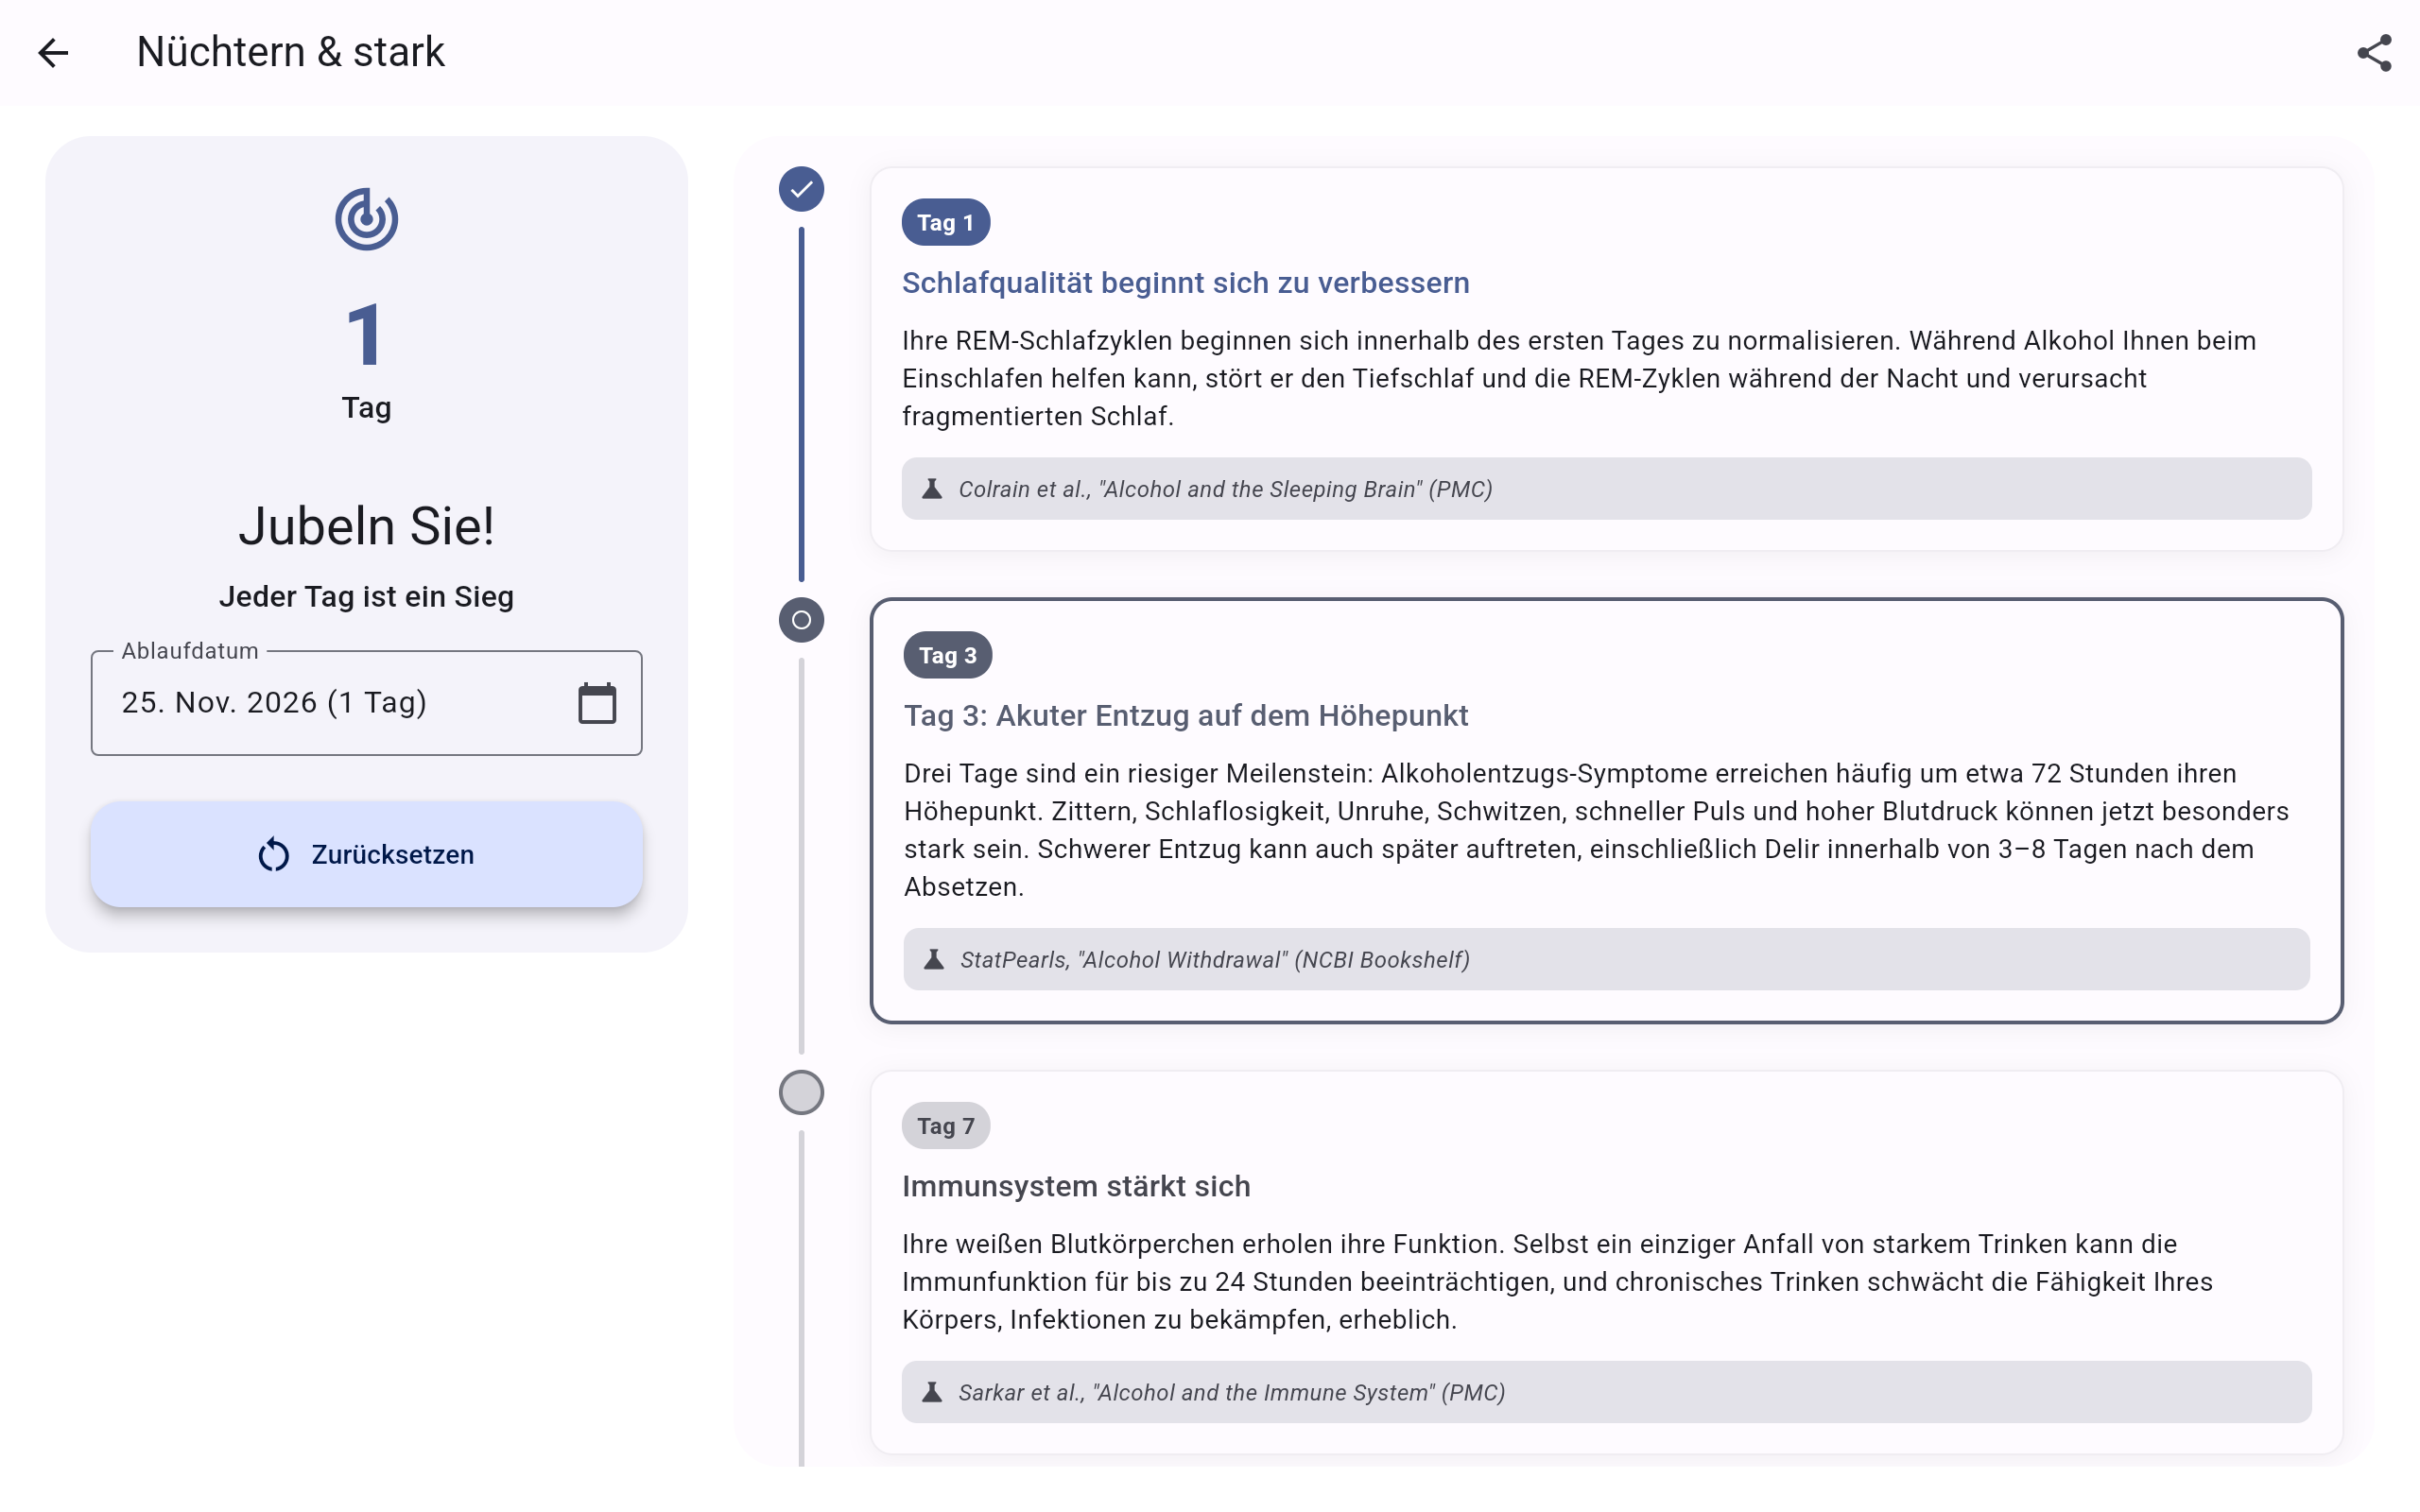 Nüchtern & stark
1
Tag
Jubeln Sie!
Jeder Tag ist ein Sieg
Ablaufdatum
25. Nov. 2026 (1 Tag)
Zurücksetzen
Tag 1
Schlafqualität beginnt sich zu verbessern
Ihre REM-Schlafzyklen beginnen sich innerhalb des ersten Tages zu normalisieren. Während Alkohol Ihnen beim
Einschlafen helfen kann, stört er den Tiefschlaf und die REM-Zyklen während der Nacht und verursacht
fragmentierten Schlaf.
Colrain et al., "Alcohol and the Sleeping Brain" (PMC)
Tag 3
Tag 3: Akuter Entzug auf dem Höhepunkt
Drei Tage sind ein riesiger Meilenstein: Alkoholentzugs-Symptome erreichen häufig um etwa 72 Stunden ihren
Höhepunkt. Zittern, Schlaflosigkeit, Unruhe, Schwitzen, schneller Puls und hoher Blutdruck können jetzt besonders
stark sein. Schwerer Entzug kann auch später auftreten, einschließlich Delir innerhalb von 3–8 Tagen nach dem
Absetzen.
StatPearls, "Alcohol Withdrawal" (NCBI Bookshelf)
Tag 7
Immunsystem stärkt sich
Ihre weißen Blutkörperchen erholen ihre Funktion. Selbst ein einziger Anfall von starkem Trinken kann die
Immunfunktion für bis zu 24 Stunden beeinträchtigen, und chronisches Trinken schwächt die Fähigkeit Ihres
Körpers, Infektionen zu bekämpfen, erheblich.
Sarkar et al., "Alcohol and the Immune System" (PMC)